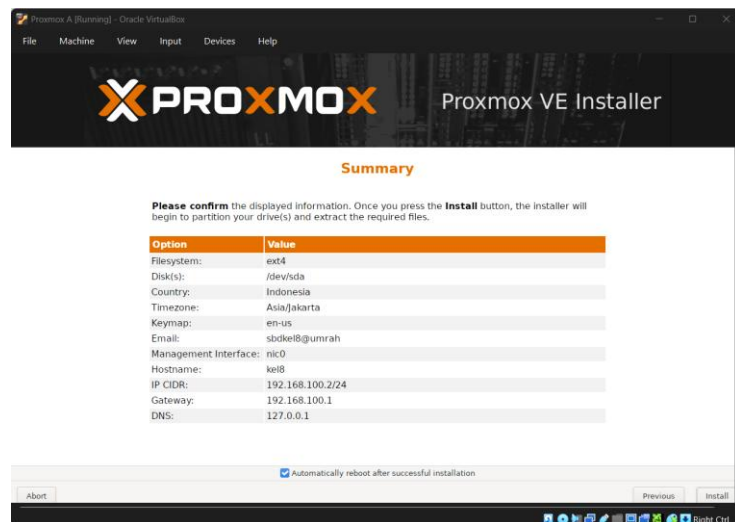 Proxmox A [Running] - Oracle VirtualBox
File Machine View Input Devices Help
PROXMOX Proxmox VE Installer
Summary
Please confirm the displayed information. Once you press the Install button, the installer will
begin to partition your drive(s) and extract the required files.
Option Value
Filesystem: ext4
Disk(s): /dev/sda
Country: Indonesia
Timezone: Asia/Jakarta
Keymap: en-us
Email: sbdkel8@umrah
Management Interface: nic0
Hostname: kel8
IP CIDR: 192.168.100.2/24
Gateway: 192.168.100.1
DNS: 127.0.0.1
Automatically reboot after successful installation
Abort Previous Install
Right Ctrl